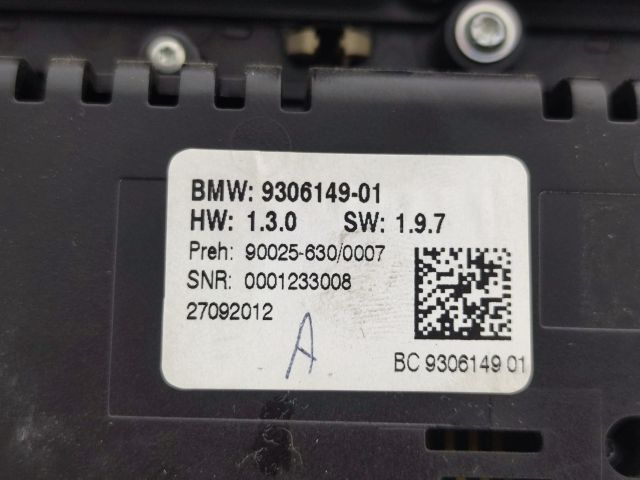 BMW: 9306149-01
HW: 1.3.0 SW: 1.9.7
Preh: 90025-630/0007
SNR: 0001233008
27092012
A
BC 9306149 01